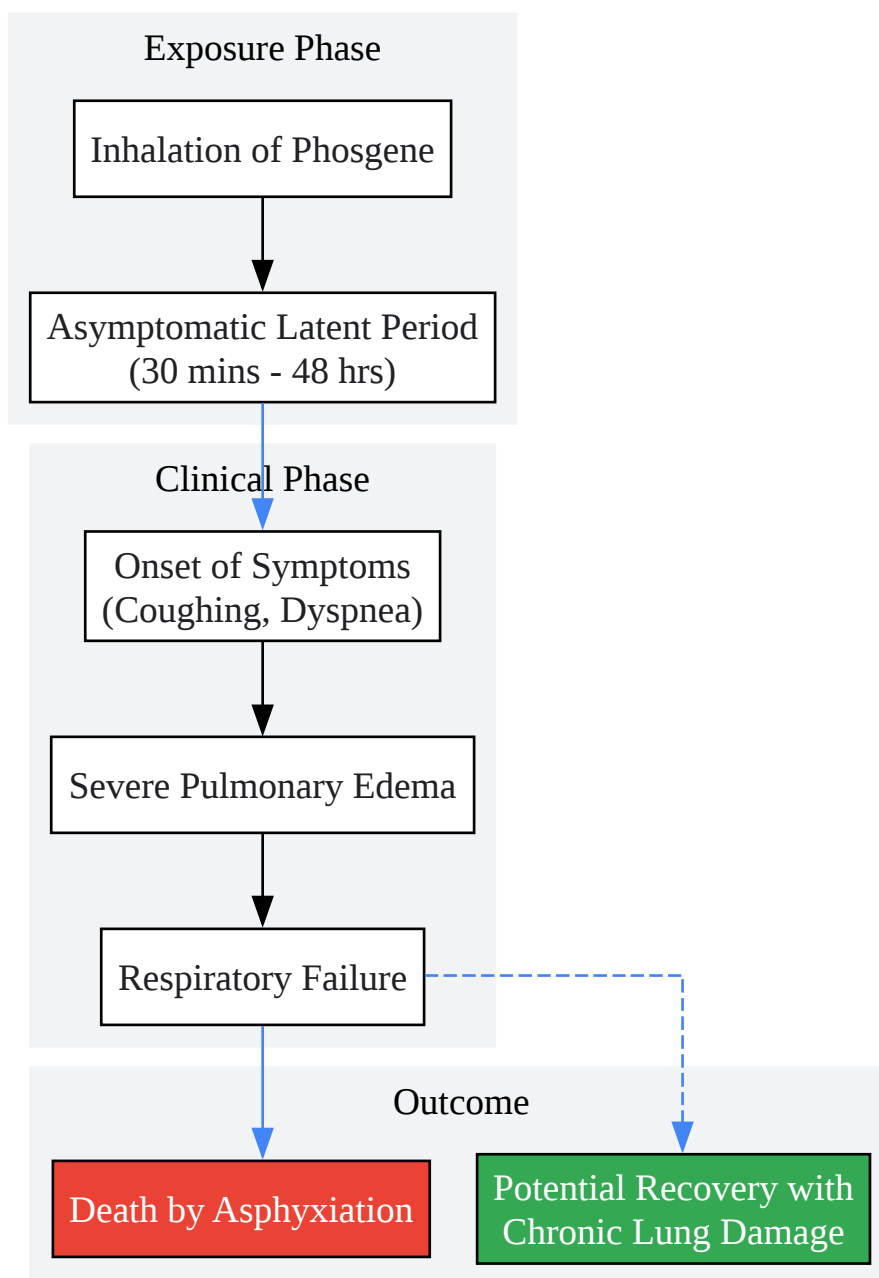 Exposure Phase
Inhalation of Phosgene
Asymptomatic Latent Period
(30 mins - 48 hrs)
Clinical Phase
Onset of Symptoms
(Coughing, Dyspnea)
Severe Pulmonary Edema
Respiratory Failure
Outcome
Death by Asphyxiation
Potential Recovery with
Chronic Lung Damage